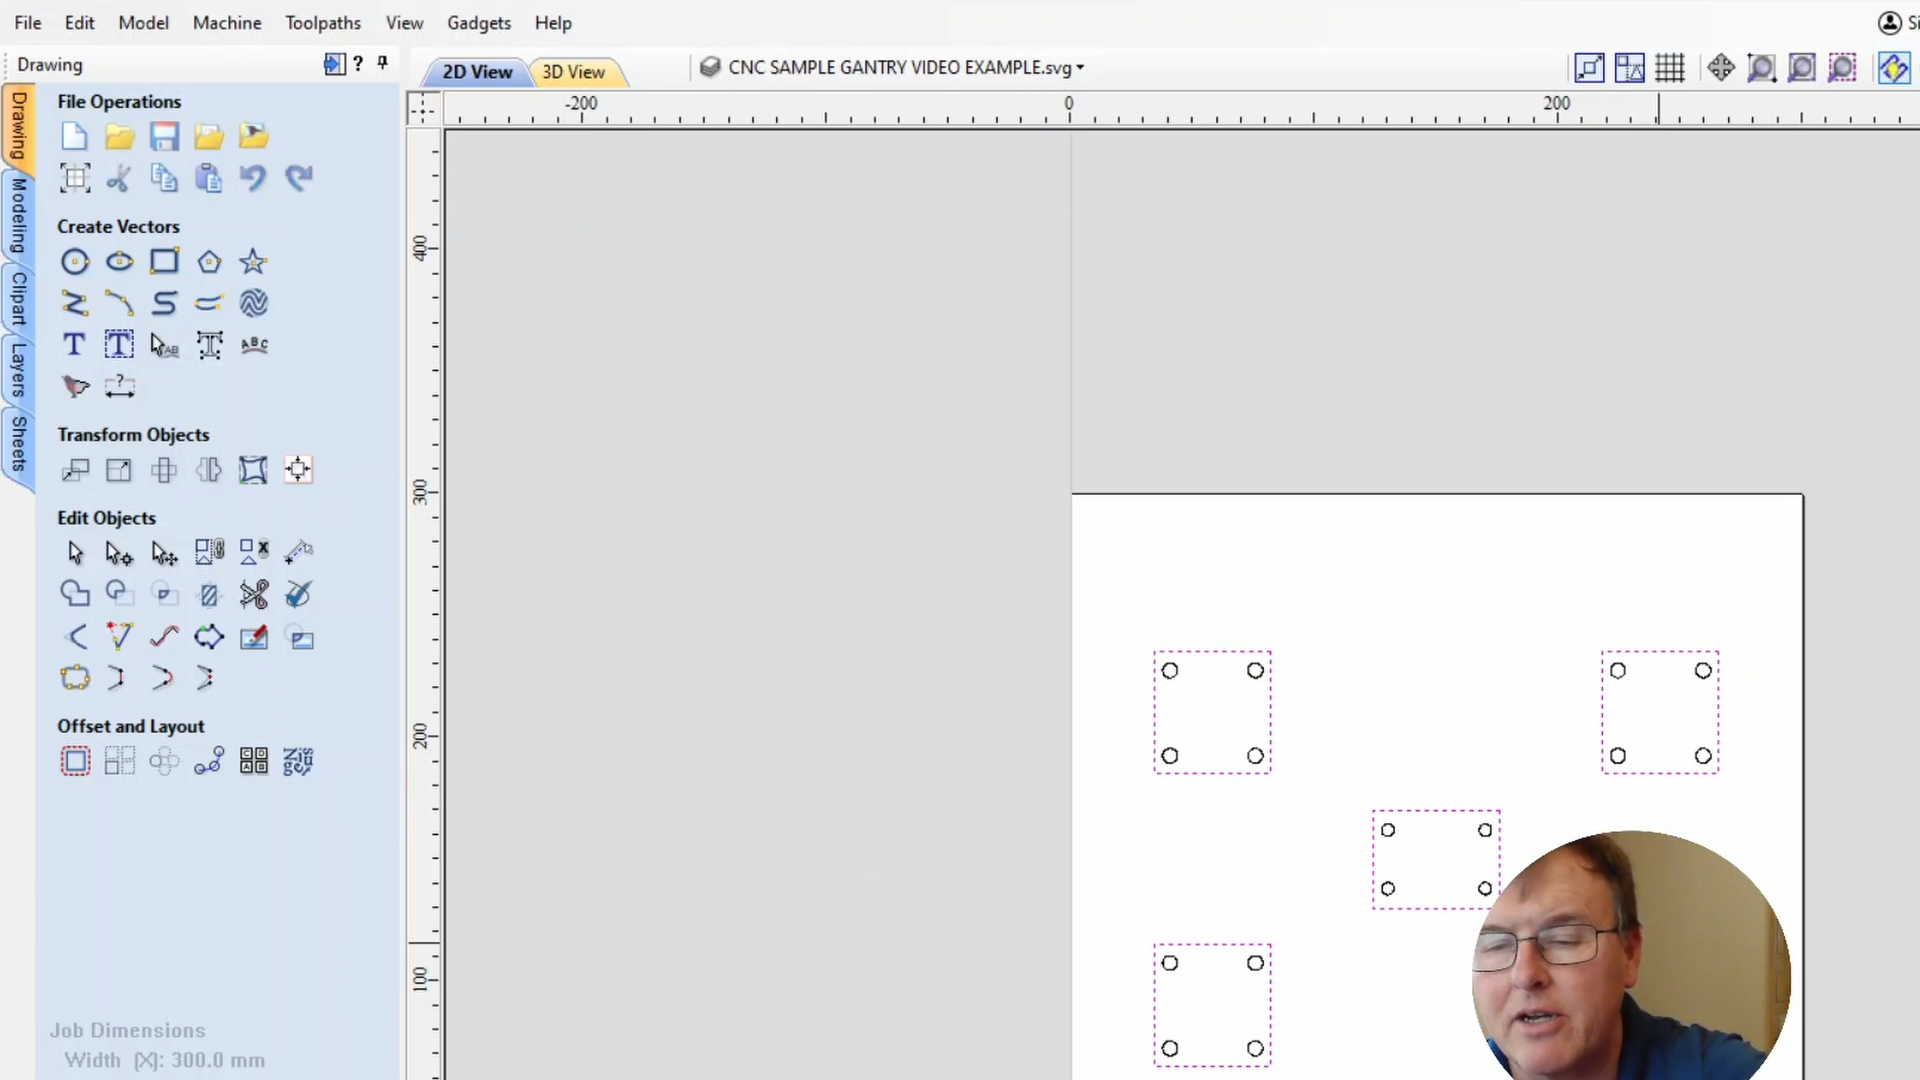 File Edit Model Machine Toolpaths View Gadgets Help
Drawing
?
2D View
3D View
CNC SAMPLE GANTRY VIDEO EXAMPLE.svg
Drawing
Modeling
Clipart
Layers
Sheets
File Operations
Create Vectors
Transform Objects
Edit Objects
Offset and Layout
Job Dimensions
Width (X): 300.0 mm
-200
0
200
400
300
200
100